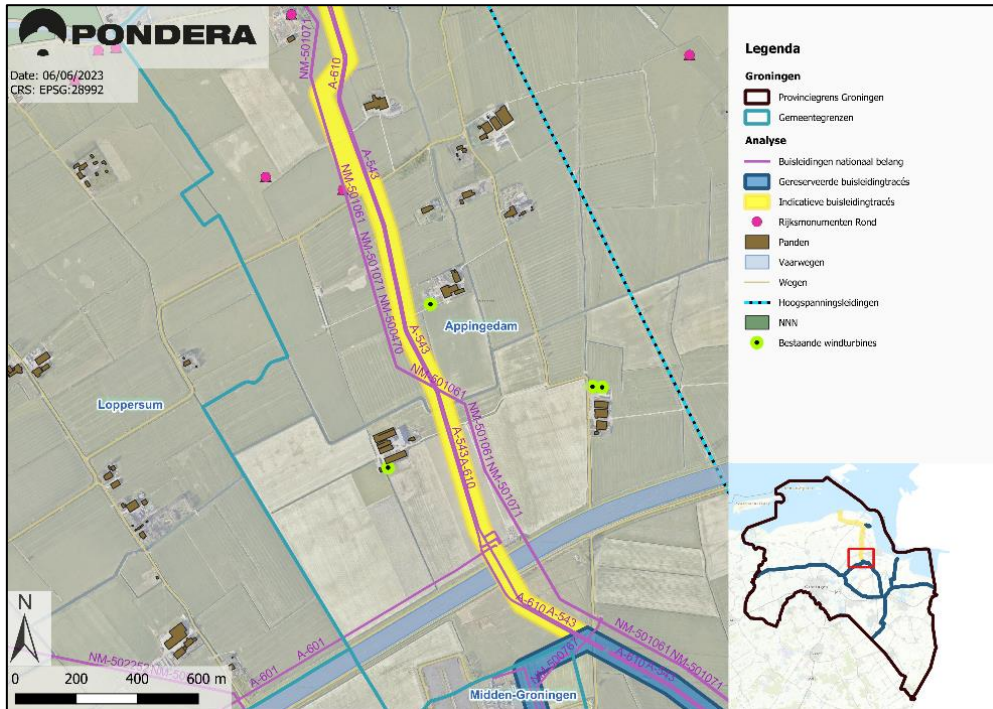 PONDERA
Date: 06/06/2023
CRS: EPSG:28992
NM-501071
A-610
A-543
NM-501061
NM-501071
NM-500470
A-543
NM-501061
Appingedam
Loppersum
A-543
A-610
NM-501061
NM-501071
A-610
A-543
A-601
A-601
NM-501061
NM-501071
A-610
A-543
Midden-Groningen
N
0 200 400 600 m
Legenda
Groningen
Provinciegrens Groningen
Gemeentegrenzen
Analyse
Buisleidingen nationaal belang
Gereserveerde buisleidingtracés
Indicatieve buisleidingtracés
Rijksmonumenten Rond
Panden
Vaarwegen
Wegen
Hoogspanningsleidingen
NNN
Bestaande windturbines